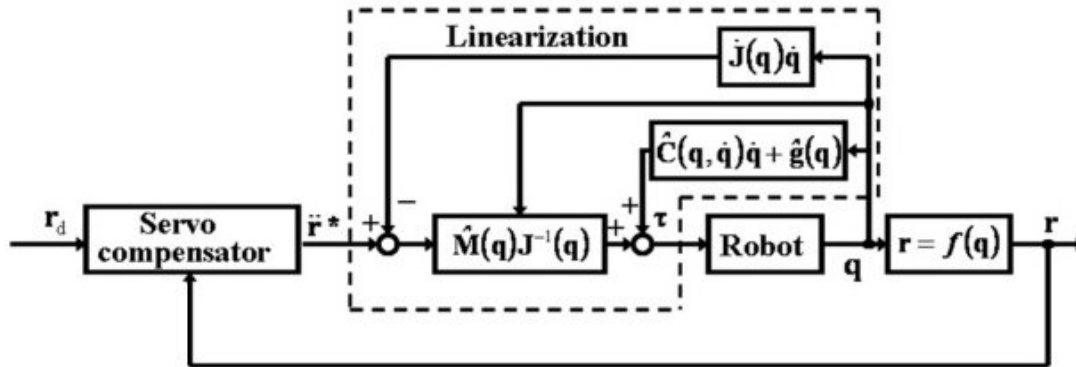 Linearization
J̇(q)q̇
Ĉ(q, q̇)q̇ + ĝ(q)
r_d
Servo
compensator
r̈ *
+
−
M̂(q)J⁻¹(q)
+
+
τ
Robot
q
r = f(q)
r